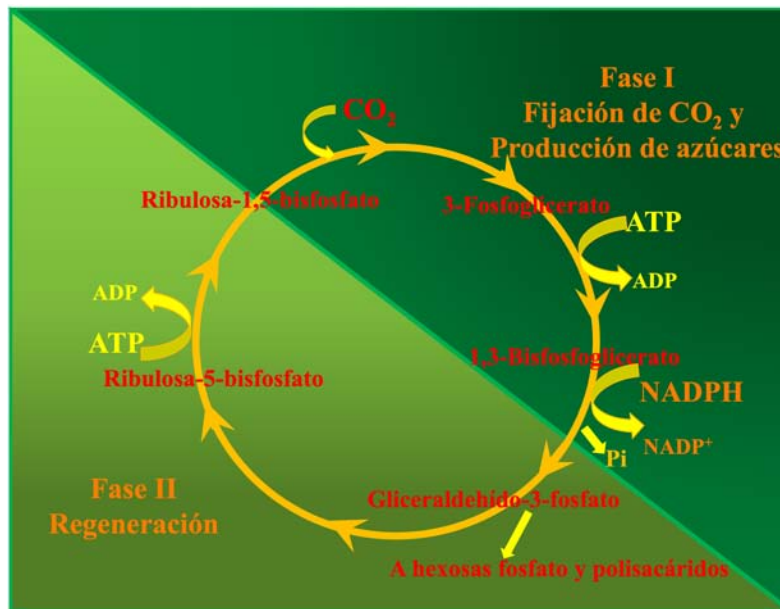 Fase I
Fijación de CO₂ y
Producción de azúcares
CO₂
Ribulosa-1,5-bisfosfato
3-Fosfoglicerato
ATP
ADP
1,3-Bisfosfoglicerato
NADPH
NADP⁺
Pi
Gliceraldehído-3-fosfato
A hexosas fosfato y polisacáridos
Fase II
Regeneración
Ribulosa-5-bisfosfato
ATP
ADP